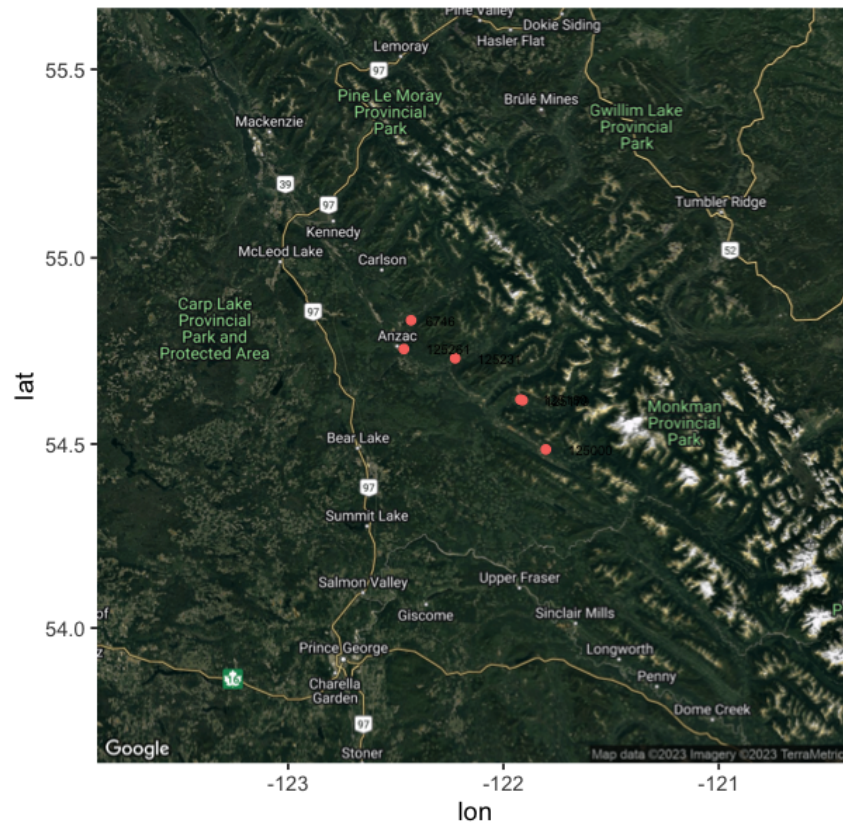 Pine Valley
Dokie Siding
Hasler Flat
Lemoray
55.5
97
Pine Le Moray
Provincial
Park
Brûlé Mines
Gwillim Lake
Provincial
Park
Mackenzie
39
97
Kennedy
Tumbler Ridge
52
McLeod Lake
55.0
Carlson
Carp Lake
Provincial
Park and
Protected Area
97
6746
Anzac
125261
125231
Monkman
Provincial
Park
54.5
Bear Lake
125000
97
Summit Lake
Salmon Valley
Upper Fraser
Giscome
Sinclair Mills
54.0
Prince George
Longworth
16
Charella
Garden
Penny
Dome Creek
97
Stoner
Google
Map data ©2023 Imagery ©2023 TerraMetric
-123
-122
-121
lon
lat